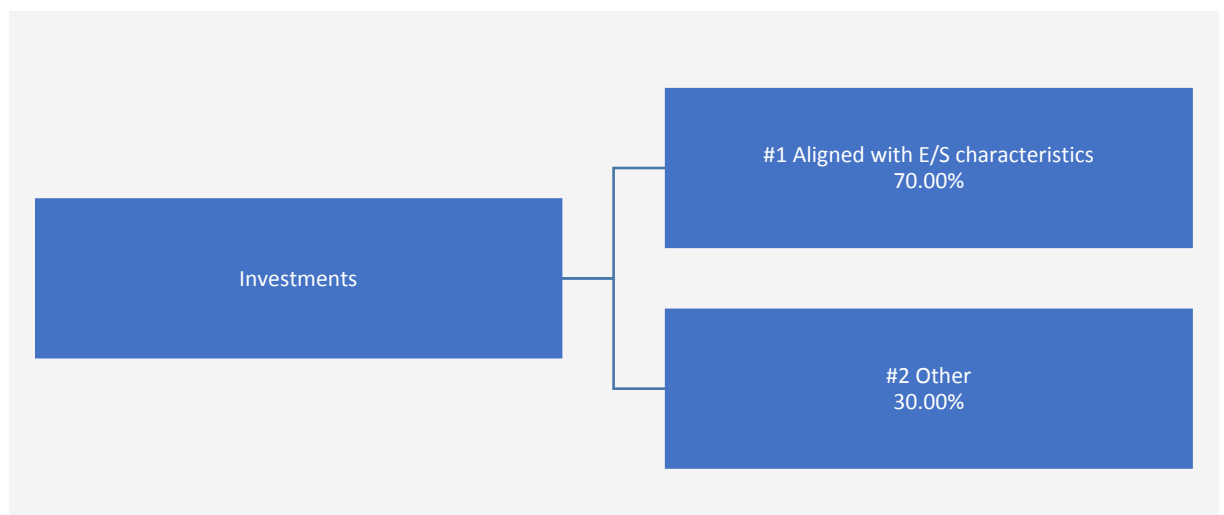 Investments
#1 Aligned with E/S characteristics
70.00%
#2 Other
30.00%